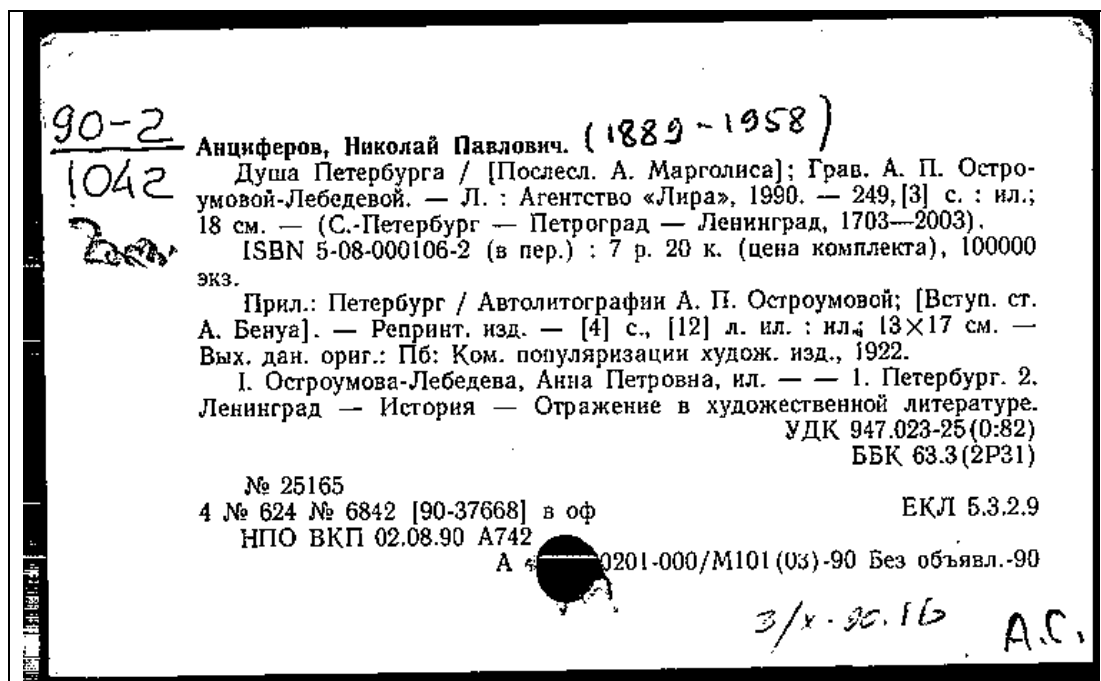 90-2
1042
Анциферов, Николай Павлович. (1889-1958)
Душа Петербурга / [Послесл. А. Марголиса]; Грав. А. П. Остро-
умовой-Лебедевой. — Л. : Агентство «Лира», 1990. — 249,[3] с. : ил.;
18 см. — (С.-Петербург — Петроград — Ленинград, 1703—2003).
ISBN 5-08-000106-2 (в пер.) : 7 р. 20 к. (цена комплекта), 100000
экз.
Прил.: Петербург / Автолитографии А. П. Остроумовой; [Вступ. ст.
А. Бенуа]. — Репринт. изд. — [4] с., [12] л. ил. : ил.; 13×17 см. —
Вых. дан. ориг.: Пб: Ком. популяризации худож. изд., 1922.
I. Остроумова-Лебедева, Анна Петровна, ил. — — 1. Петербург. 2.
Ленинград — История — Отражение в художественной литературе.
УДК 947.023-25(0:82)
ББК 63.3(2Р31)
№ 25165
4 № 624 № 6842 [90-37668] в оф ЕКЛ 5.3.2.9
НПО ВКП 02.08.90 А742
А 0201-000/М101(03)-90 Без объявл.-90
А.С.